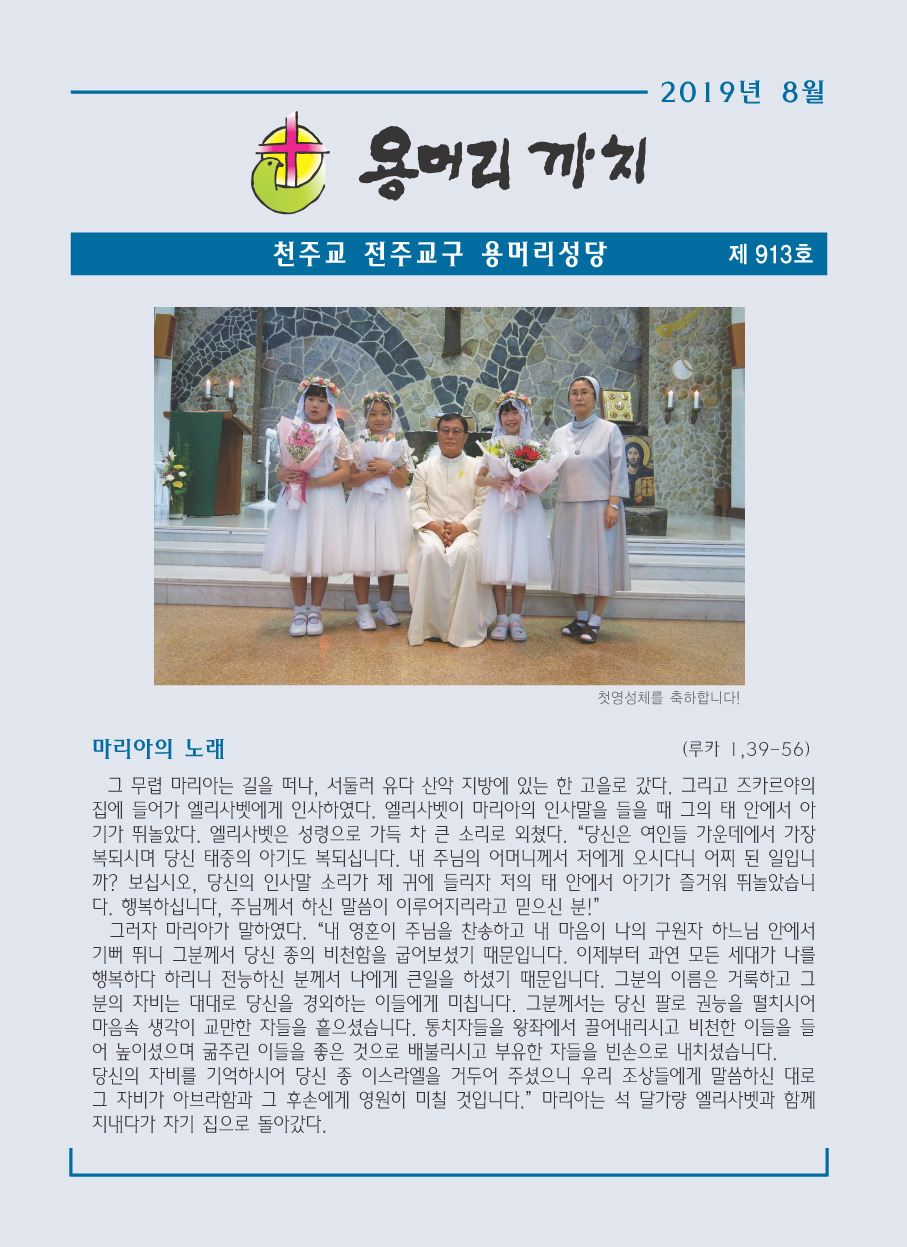 2019년 8월
용머리 까치
천주교 전주교구 용머리성당 제 913호
첫영성체를 축하합니다!
마리아의 노래 (루카 1,39-56)
그 무렵 마리아는 길을 떠나, 서둘러 유다 산악 지방에 있는 한 고을로 갔다. 그리고 즈카르야의
집에 들어가 엘리사벳에게 인사하였다. 엘리사벳이 마리아의 인사말을 들을 때 그의 태 안에서 아
기가 뛰놀았다. 엘리사벳은 성령으로 가득 차 큰 소리로 외쳤다. “당신은 여인들 가운데에서 가장
복되시며 당신 태중의 아기도 복되십니다. 내 주님의 어머니께서 저에게 오시다니 어찌 된 일입니
까? 보십시오, 당신의 인사말 소리가 제 귀에 들리자 저의 태 안에서 아기가 즐거워 뛰놀았습니
다. 행복하십니다, 주님께서 하신 말씀이 이루어지리라고 믿으신 분!”
그러자 마리아가 말하였다. “내 영혼이 주님을 찬송하고 내 마음이 나의 구원자 하느님 안에서
기뻐 뛰니 그분께서 당신 종의 비천함을 굽어보셨기 때문입니다. 이제부터 과연 모든 세대가 나를
행복하다 하리니 전능하신 분께서 나에게 큰일을 하셨기 때문입니다. 그분의 이름은 거룩하고 그
분의 자비는 대대로 당신을 경외하는 이들에게 미칩니다. 그분께서는 당신 팔로 권능을 떨치시어
마음속 생각이 교만한 자들을 흩으셨습니다. 통치자들을 왕좌에서 끌어내리시고 비천한 이들을 들
어 높이셨으며 굶주린 이들을 좋은 것으로 배불리시고 부유한 자들을 빈손으로 내치셨습니다.
당신의 자비를 기억하시어 당신 종 이스라엘을 거두어 주셨으니 우리 조상들에게 말씀하신 대로
그 자비가 아브라함과 그 후손에게 영원히 미칠 것입니다.” 마리아는 석 달가량 엘리사벳과 함께
지내다가 자기 집으로 돌아갔다.